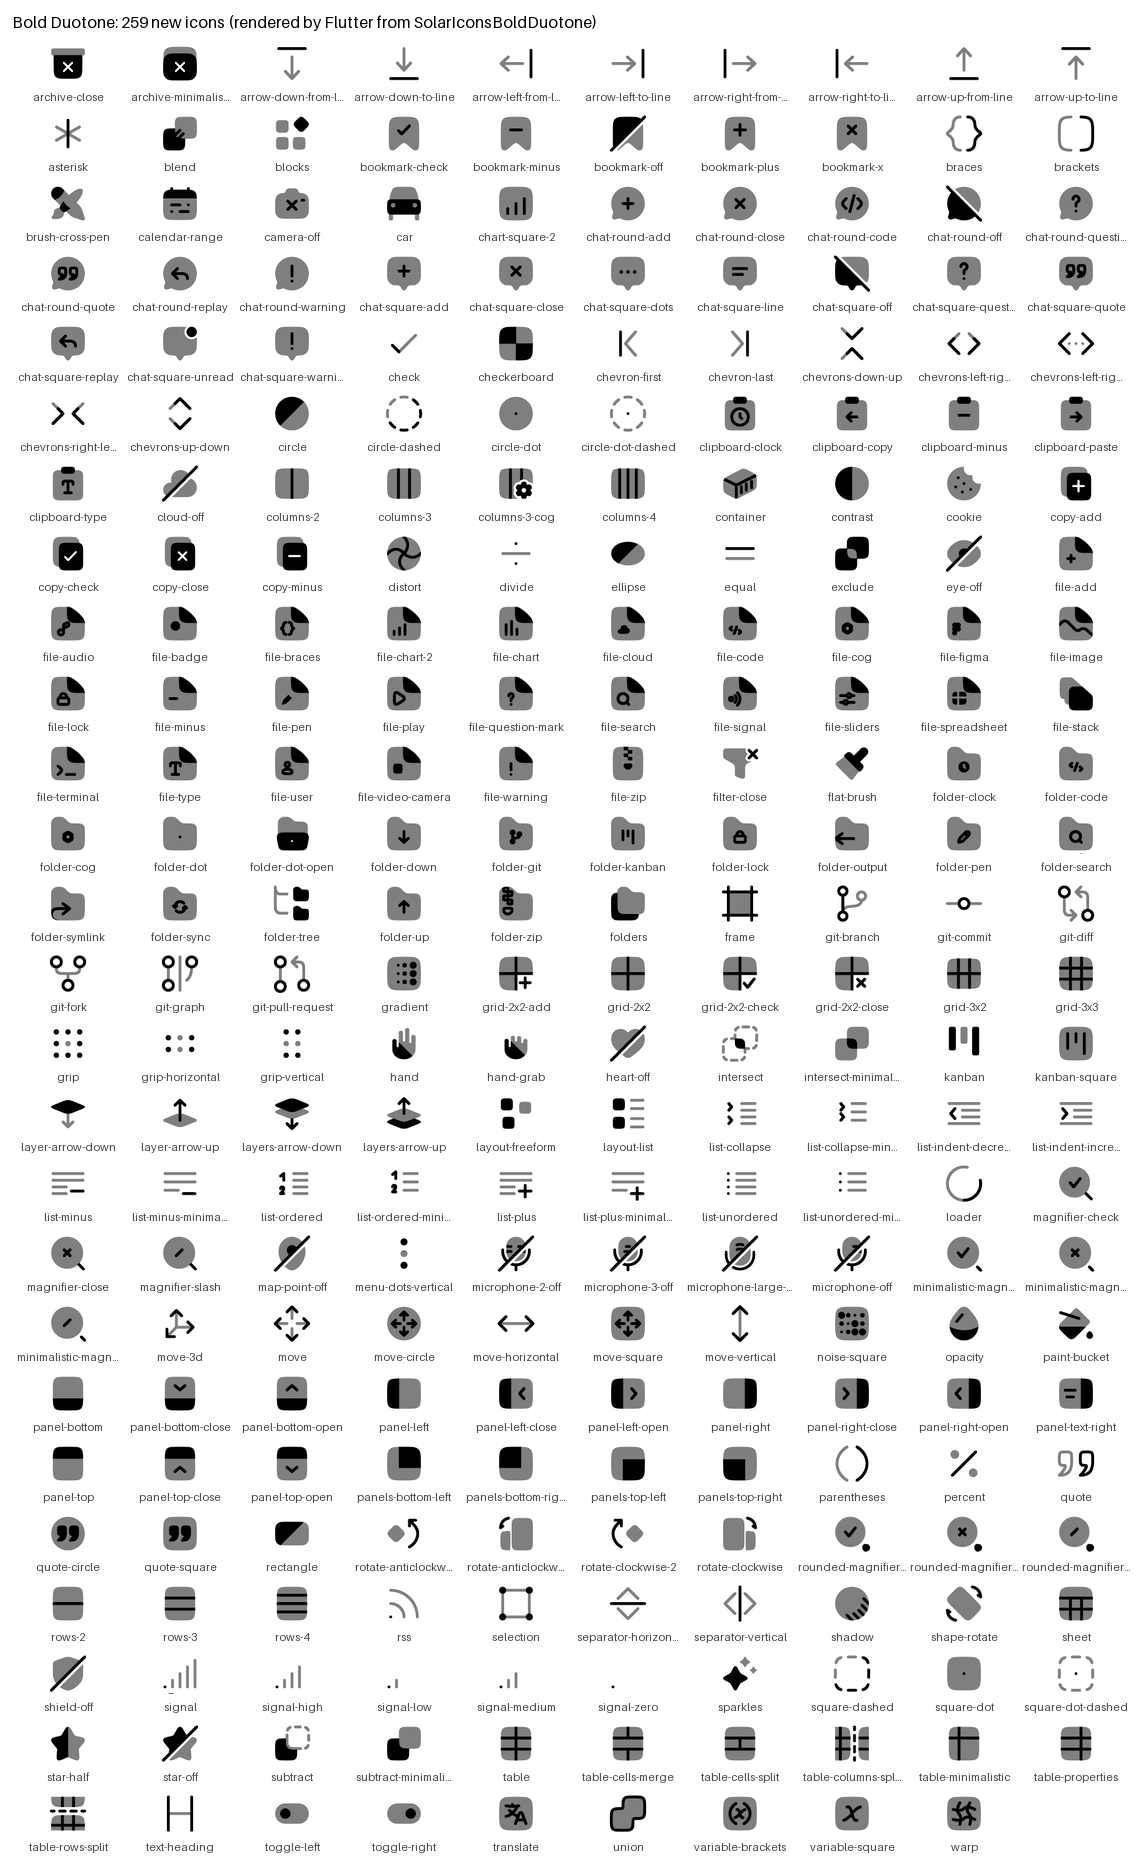 Bold Duotone: 259 new icons (rendered by Flutter from SolarIconsBoldDuotone)
archive-close archive-minimalis... arrow-down-from-l... arrow-down-to-line arrow-left-from-l... arrow-left-to-line arrow-right-from-... arrow-right-to-li... arrow-up-from-line arrow-up-to-line
asterisk blend blocks bookmark-check bookmark-minus bookmark-off bookmark-plus bookmark-x braces brackets
brush-cross-pen calendar-range camera-off car chart-square-2 chat-round-add chat-round-close chat-round-code chat-round-off chat-round-questi...
chat-round-quote chat-round-replay chat-round-warning chat-square-add chat-square-close chat-square-dots chat-square-line chat-square-off chat-square-quest... chat-square-quote
chat-square-replay chat-square-unread chat-square-warni... check checkerboard chevron-first chevron-last chevrons-down-up chevrons-left-rig... chevrons-left-rig...
chevrons-right-le... chevrons-up-down circle circle-dashed circle-dot circle-dot-dashed clipboard-clock clipboard-copy clipboard-minus clipboard-paste
clipboard-type cloud-off columns-2 columns-3 columns-3-cog columns-4 container contrast cookie copy-add
copy-check copy-close copy-minus distort divide ellipse equal exclude eye-off file-add
file-audio file-badge file-braces file-chart-2 file-chart file-cloud file-code file-cog file-figma file-image
file-lock file-minus file-pen file-play file-question-mark file-search file-signal file-sliders file-spreadsheet file-stack
file-terminal file-type file-user file-video-camera file-warning file-zip filter-close flat-brush folder-clock folder-code
folder-cog folder-dot folder-dot-open folder-down folder-git folder-kanban folder-lock folder-output folder-pen folder-search
folder-symlink folder-sync folder-tree folder-up folder-zip folders frame git-branch git-commit git-diff
git-fork git-graph git-pull-request gradient grid-2x2-add grid-2x2 grid-2x2-check grid-2x2-close grid-3x2 grid-3x3
grip grip-horizontal grip-vertical hand hand-grab heart-off intersect intersect-minimal... kanban kanban-square
layer-arrow-down layer-arrow-up layers-arrow-down layers-arrow-up layout-freeform layout-list list-collapse list-collapse-min... list-indent-decre... list-indent-incre...
list-minus list-minus-minima... list-ordered list-ordered-mini... list-plus list-plus-minimal... list-unordered list-unordered-mi... loader magnifier-check
magnifier-close magnifier-slash map-point-off menu-dots-vertical microphone-2-off microphone-3-off microphone-large-... microphone-off minimalistic-magn... minimalistic-magn...
minimalistic-magn... move-3d move move-circle move-horizontal move-square move-vertical noise-square opacity paint-bucket
panel-bottom panel-bottom-close panel-bottom-open panel-left panel-left-close panel-left-open panel-right panel-right-close panel-right-open panel-text-right
panel-top panel-top-close panel-top-open panels-bottom-left panels-bottom-rig... panels-top-left panels-top-right parentheses percent quote
quote-circle quote-square rectangle rotate-anticlockw... rotate-anticlockw... rotate-clockwise-2 rotate-clockwise rounded-magnifier... rounded-magnifier... rounded-magnifier...
rows-2 rows-3 rows-4 rss selection separator-horizon... separator-vertical shadow shape-rotate sheet
shield-off signal signal-high signal-low signal-medium signal-zero sparkles square-dashed square-dot square-dot-dashed
star-half star-off subtract subtract-minimali... table table-cells-merge table-cells-split table-columns-spl... table-minimalistic table-properties
table-rows-split text-heading toggle-left toggle-right translate union variable-brackets variable-square warp